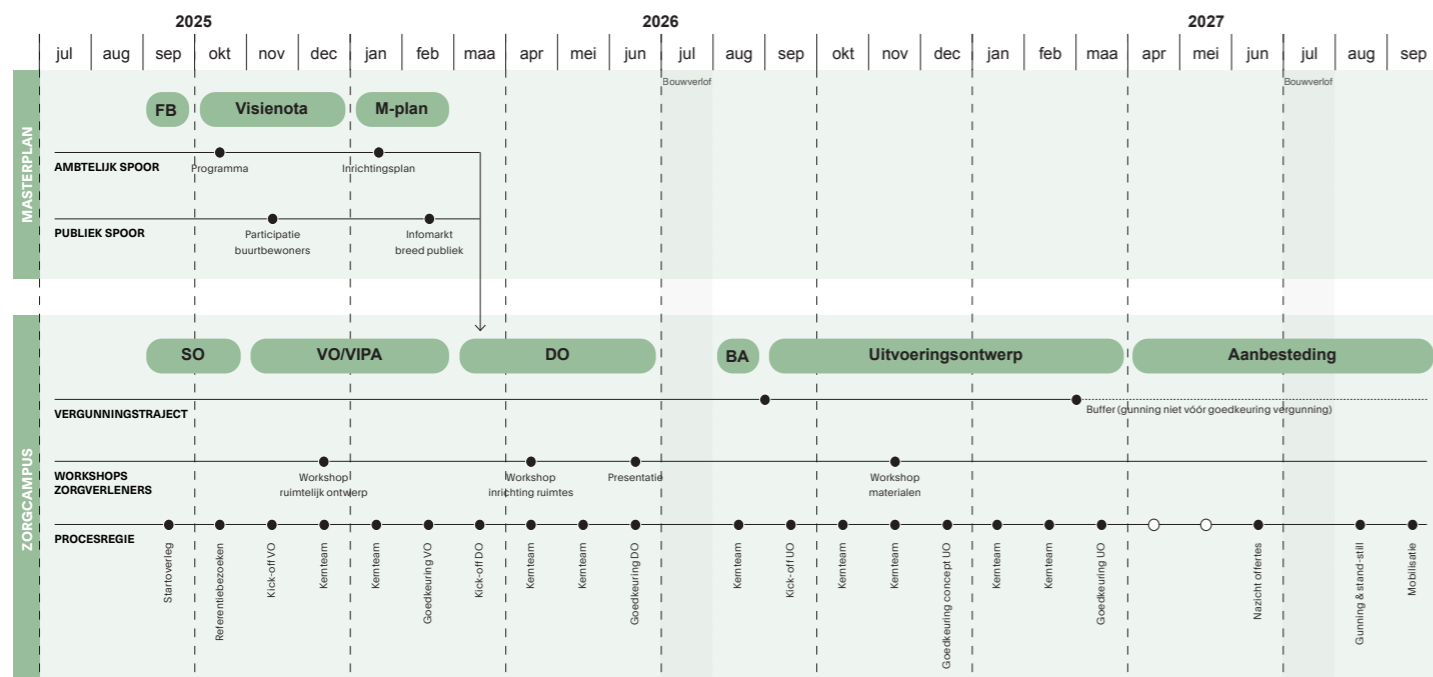 2025 2026 2027
jul aug sep okt nov dec jan feb maa apr mei jun jul aug sep okt nov dec jan feb maa apr mei jun jul aug sep
Bouwverlof Bouwverlof
MASTERPLAN
FB Visienota M-plan
AMBTELIJK SPOOR
Programma Inrichtingsplan
PUBLIEK SPOOR
Participatie
buurtbewoners
Infomarkt
breed publiek
ZORGCAMPUS
SO VO/VIPA DO BA Uitvoeringsontwerp Aanbesteding
VERGUNNINGSTRAJECT
Buffer (gunning niet vóór goedkeuring vergunning)
WORKSHOPS
ZORGVERLENERS
Workshop
ruimtelijk ontwerp
Workshop
inrichting ruimtes
Presentatie
Workshop
materialen
PROCESREGIE
Startoverleg
Referentiebezoeken
Kick-off VO
Kernteam
Kernteam
Goedkeuring VO
Kick-off DO
Kernteam
Kernteam
Goedkeuring DO
Kernteam
Kick-off UO
Kernteam
Kernteam
Goedkeuring concept UO
Kernteam
Kernteam
Goedkeuring UO
Nazicht offertes
Gunning & stand-still
Mobilisatie